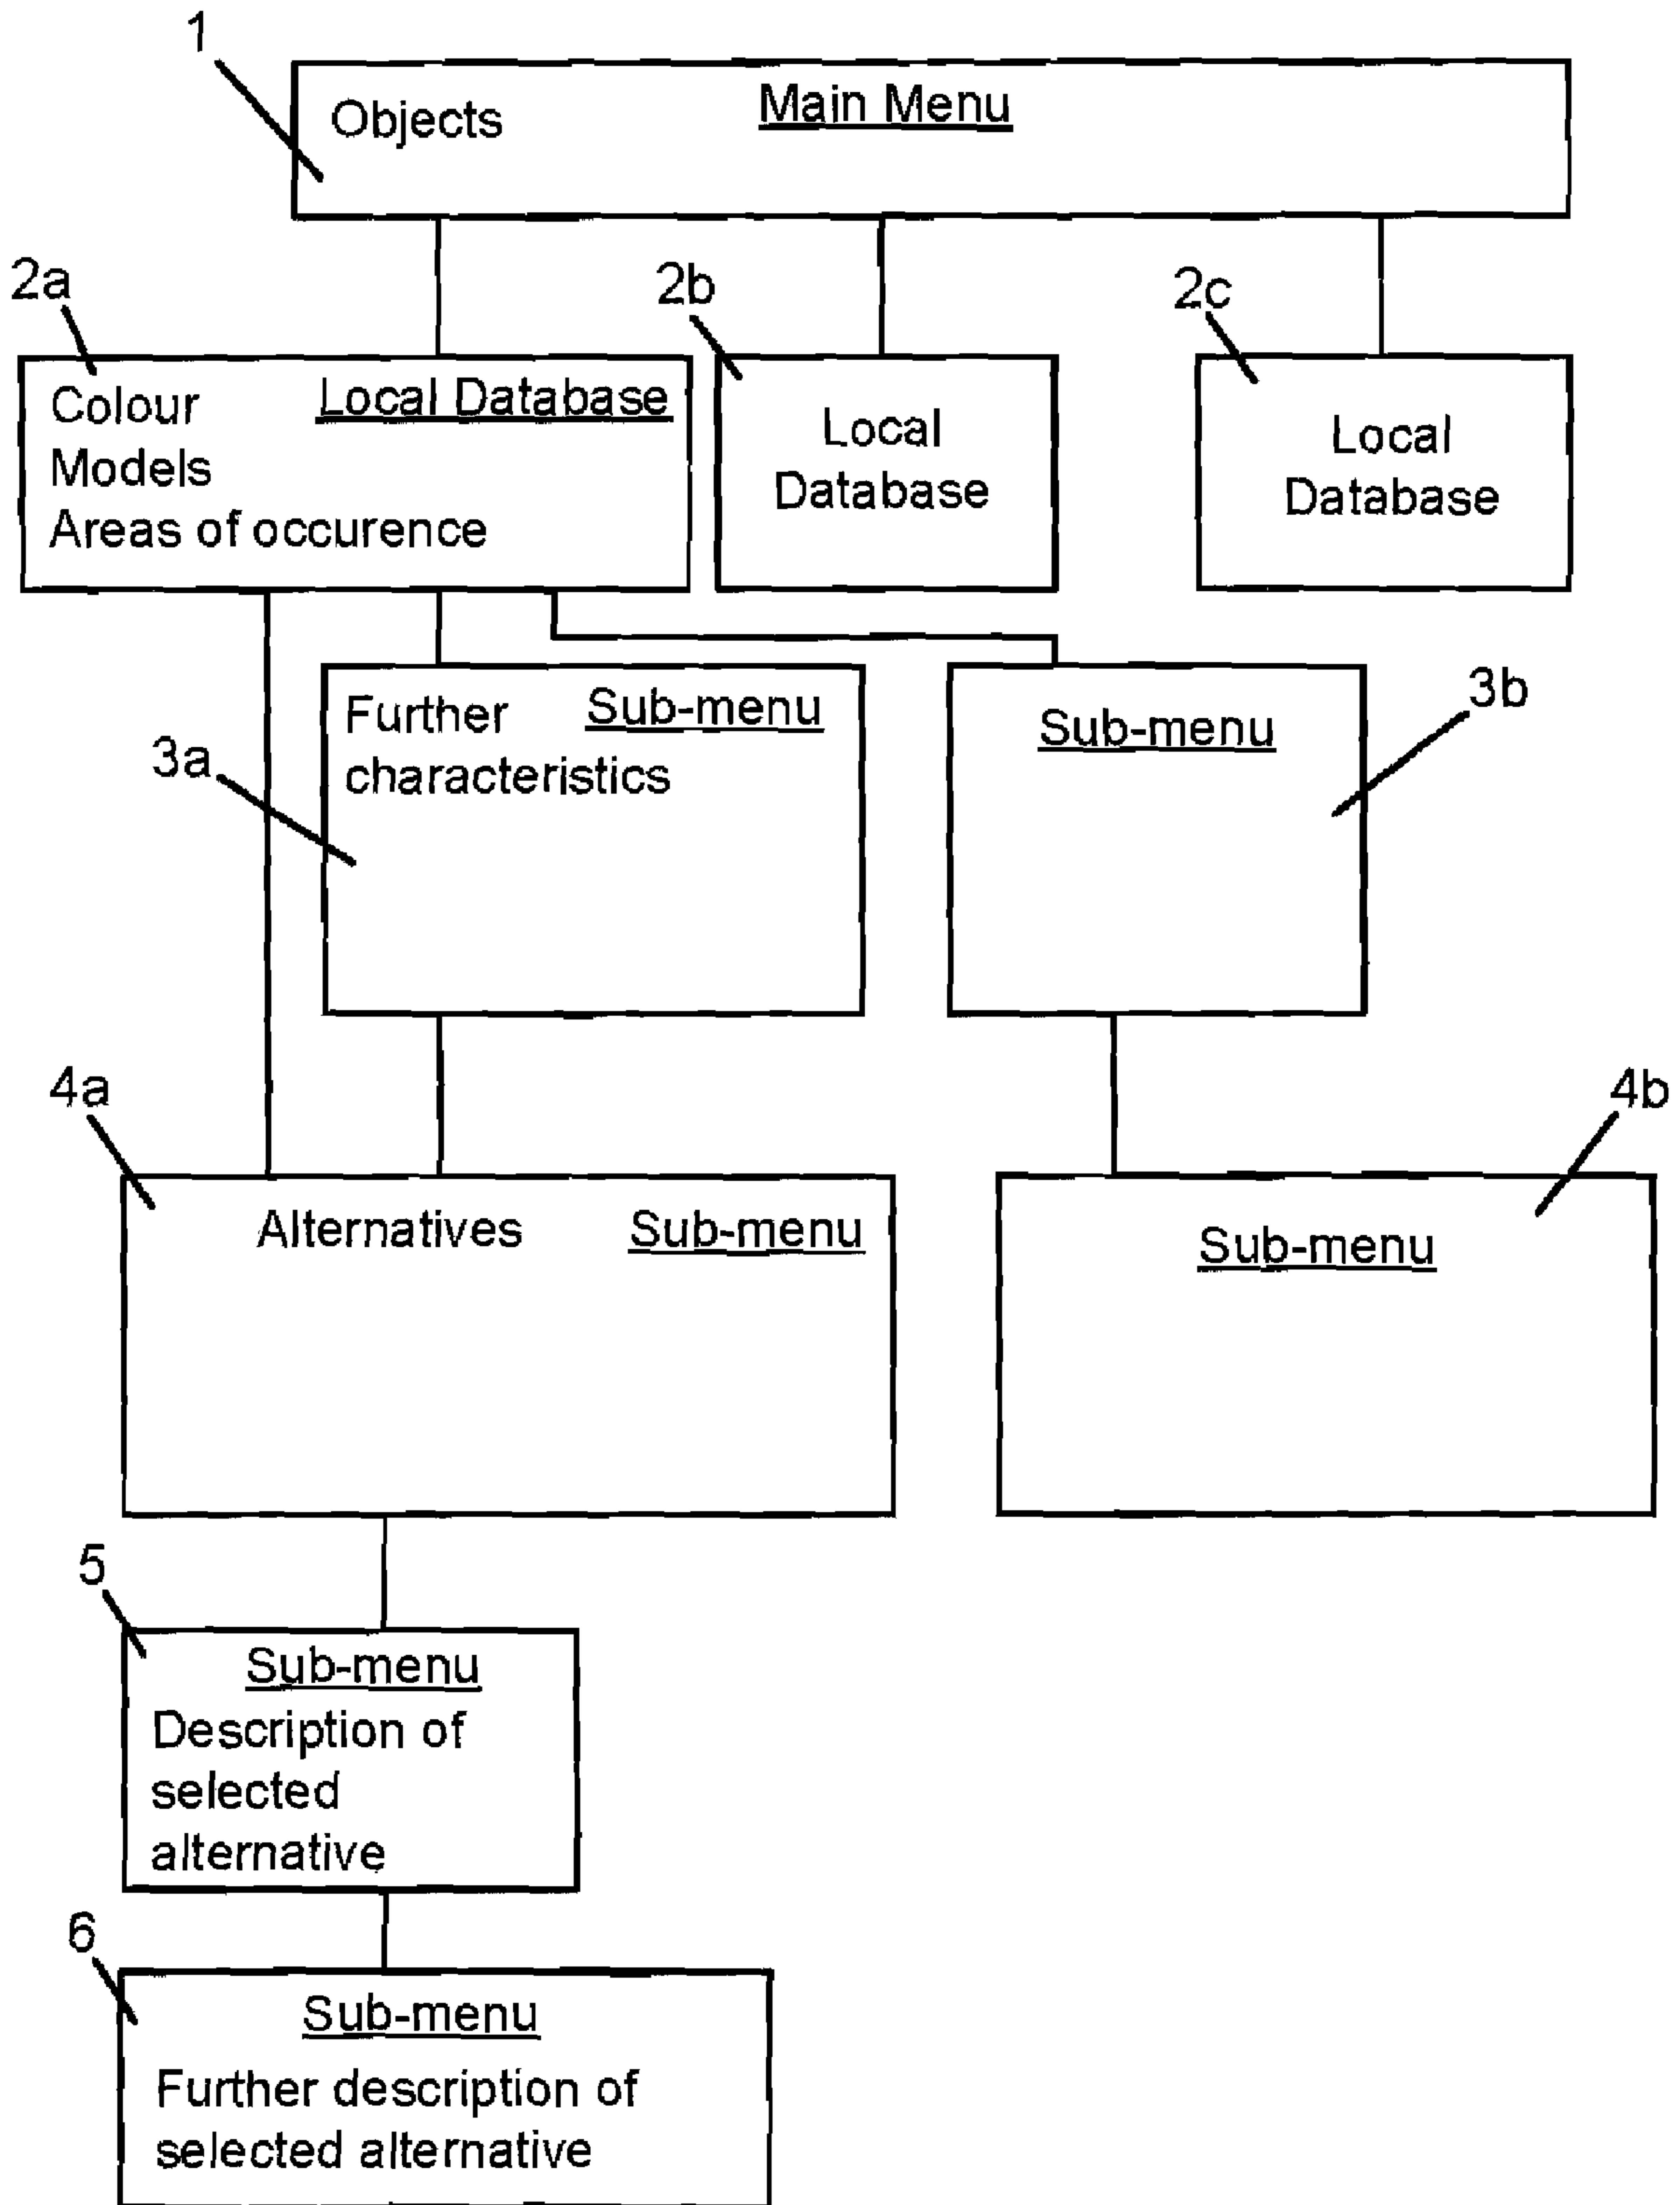 1
Objects
Main Menu
2a
2b
2c
Colour
Local Database
Models
Areas of occurence
Local
Database
Local
Database
Further
characteristics
Sub-menu
3a
Sub-menu
3b
4a
4b
Alternatives
Sub-menu
Sub-menu
5
Sub-menu
Description of
selected
alternative
6
Sub-menu
Further description of
selected alternative